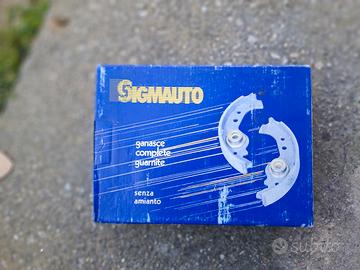 SIGMAUTO
ganasce
complete
guarnite
senza
amianto
subito